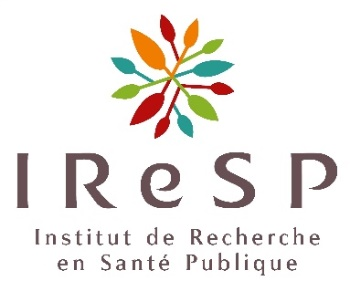 IReSP
Institut de Recherche
en Santé Publique